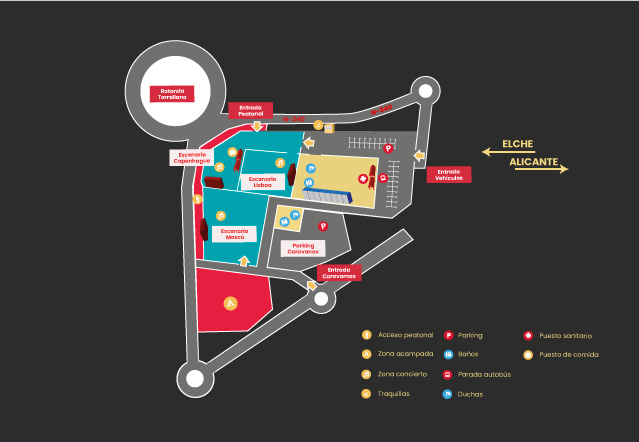 Rotonda
Torrellano
Entrada
Peatonal
N-340
N-340
Escenario
Copenhague
Escenario
Lisboa
Entrada
Vehículos
ELCHE
ALICANTE
Escenario
Moscú
Parking
Caravanas
Entrada
Caravanas
P
P
Acceso peatonal
Zona acampada
Zona concierto
Traquillas
P
Parking
Baños
Parada autobús
Duchas
Puesto sanitario
Puesto de comida